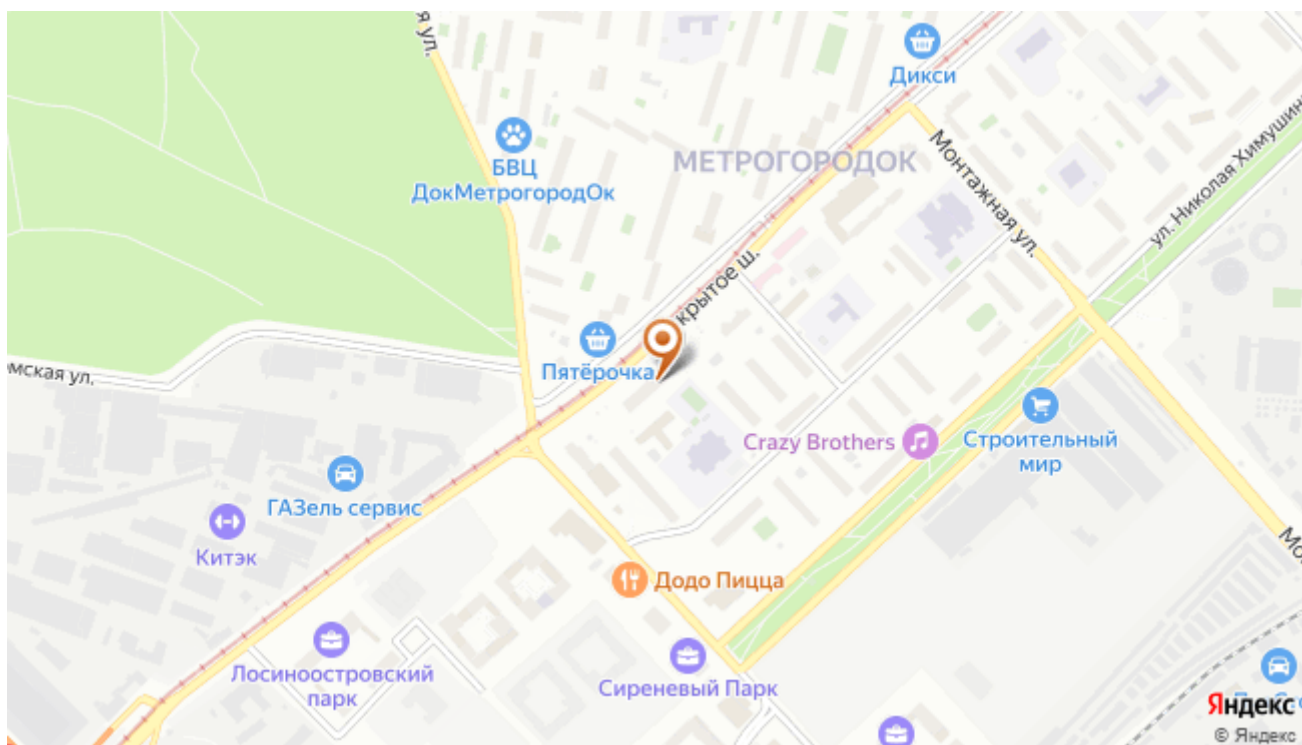 я ул.
Дикси
БВЦ
ДокМетрогородОк
МЕТРОГОРОДОК
Монтажная ул.
ул. Николая Химушин
крытое ш.
Пятёрочка
мская ул.
Crazy Brothers
Строительный
мир
ГАЗель сервис
Китэк
Додо Пицца
Лосиноостровский
парк
Сиреневый Парк
Мо
Яндекс
© Яндекс